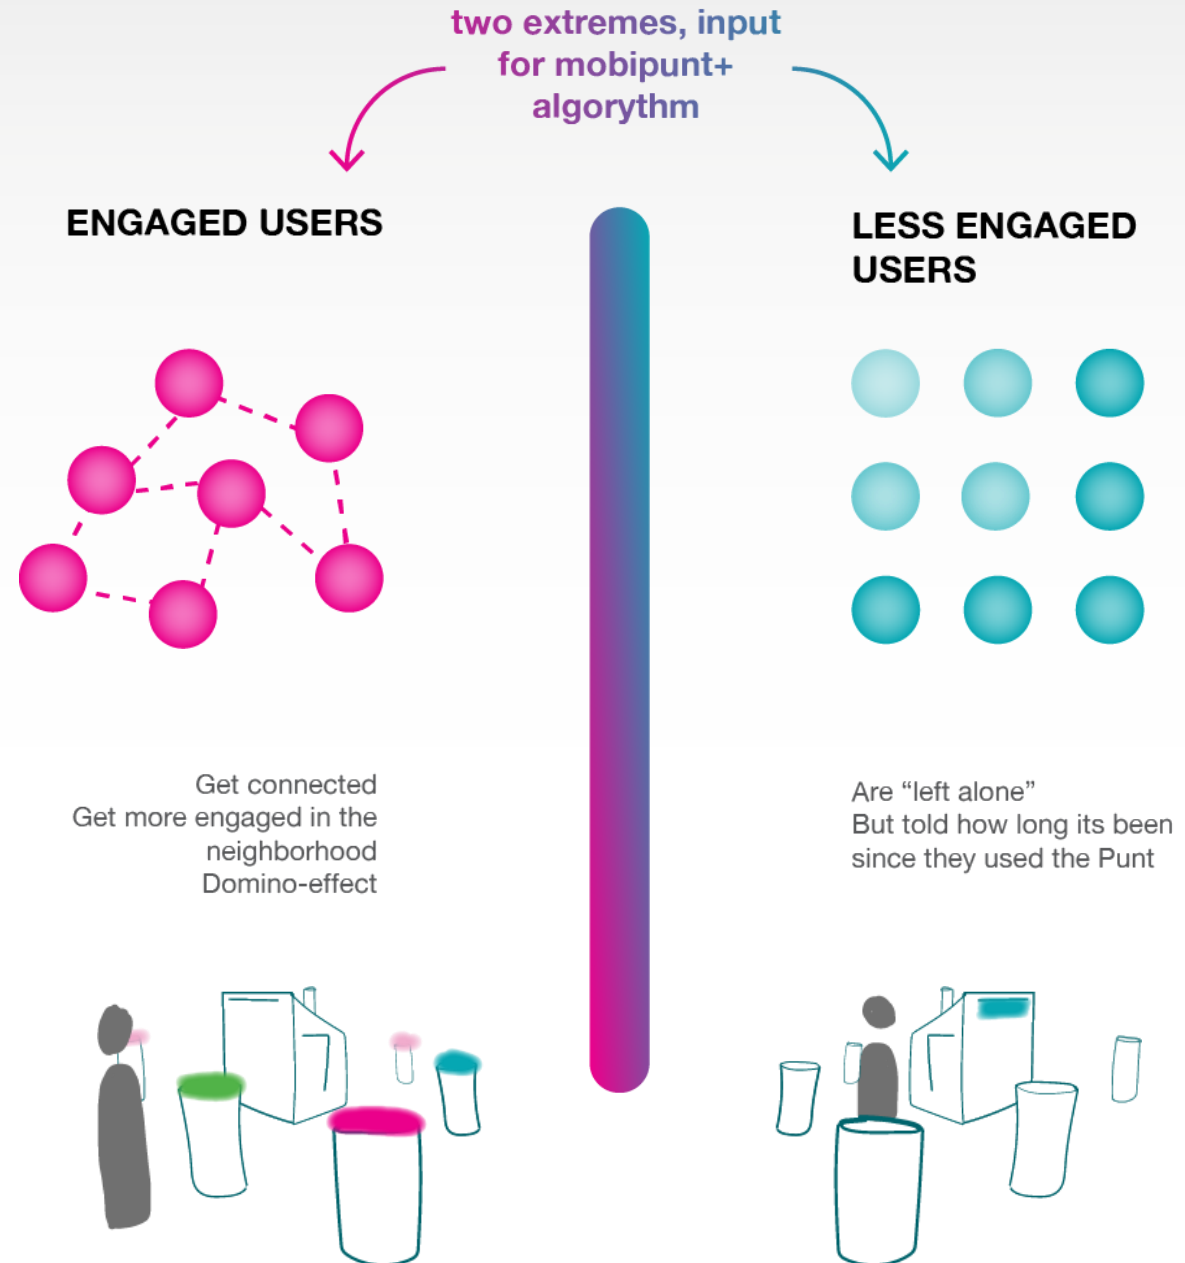 two extremes, input
for mobipunt+
algorythm
ENGAGED USERS
Get connected
Get more engaged in the
neighborhood
Domino-effect
LESS ENGAGED
USERS
Are “left alone”
But told how long its been
since they used the Punt